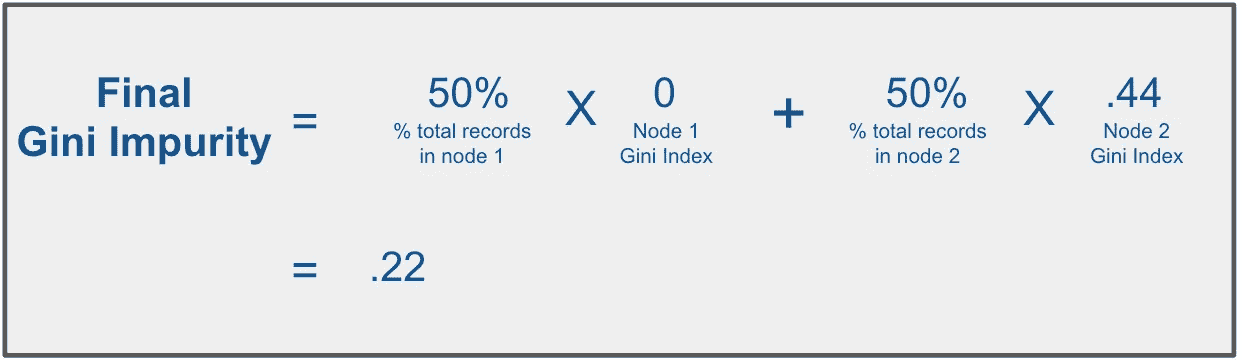 Final
Gini Impurity
=
50%
% total records
in node 1
X
0
Node 1
Gini Index
+
50%
% total records
in node 2
X
.44
Node 2
Gini Index
= .22